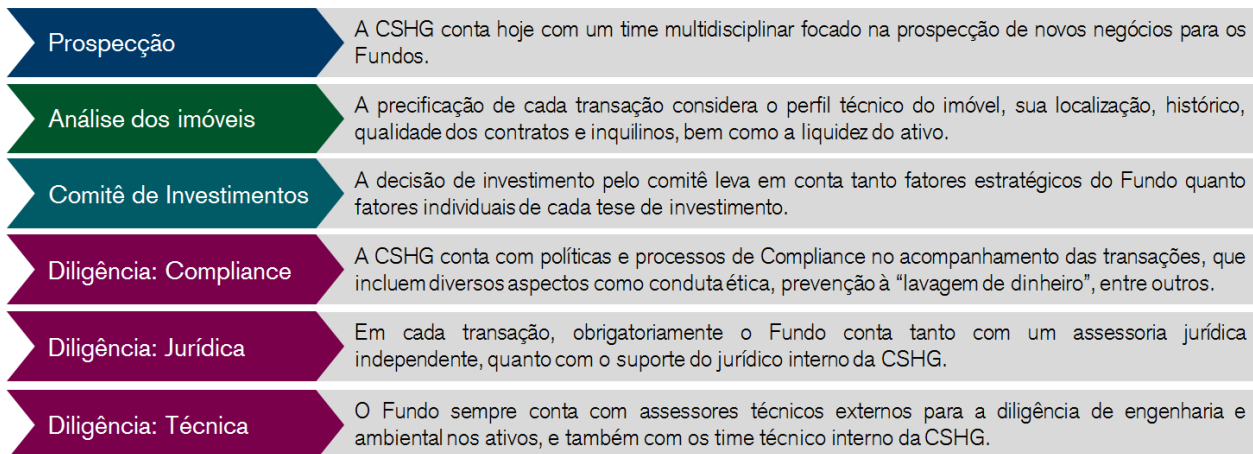 Prospecção
A CSHG conta hoje com um time multidisciplinar focado na prospecção de novos negócios para os
Fundos.
Análise dos imóveis
A precificação de cada transação considera o perfil técnico do imóvel, sua localização, histórico,
qualidade dos contratos e inquilinos, bem como a liquidez do ativo.
Comitê de Investimentos
A decisão de investimento pelo comitê leva em conta tanto fatores estratégicos do Fundo quanto
fatores individuais de cada tese de investimento.
Diligência: Compliance
A CSHG conta com políticas e processos de Compliance no acompanhamento das transações, que
incluem diversos aspectos como conduta ética, prevenção à “lavagem de dinheiro”, entre outros.
Diligência: Jurídica
Em cada transação, obrigatoriamente o Fundo conta tanto com um assessoria jurídica
independente, quanto com o suporte do jurídico interno da CSHG.
Diligência: Técnica
O Fundo sempre conta com assessores técnicos externos para a diligência de engenharia e
ambiental nos ativos, e também com os time técnico interno da CSHG.